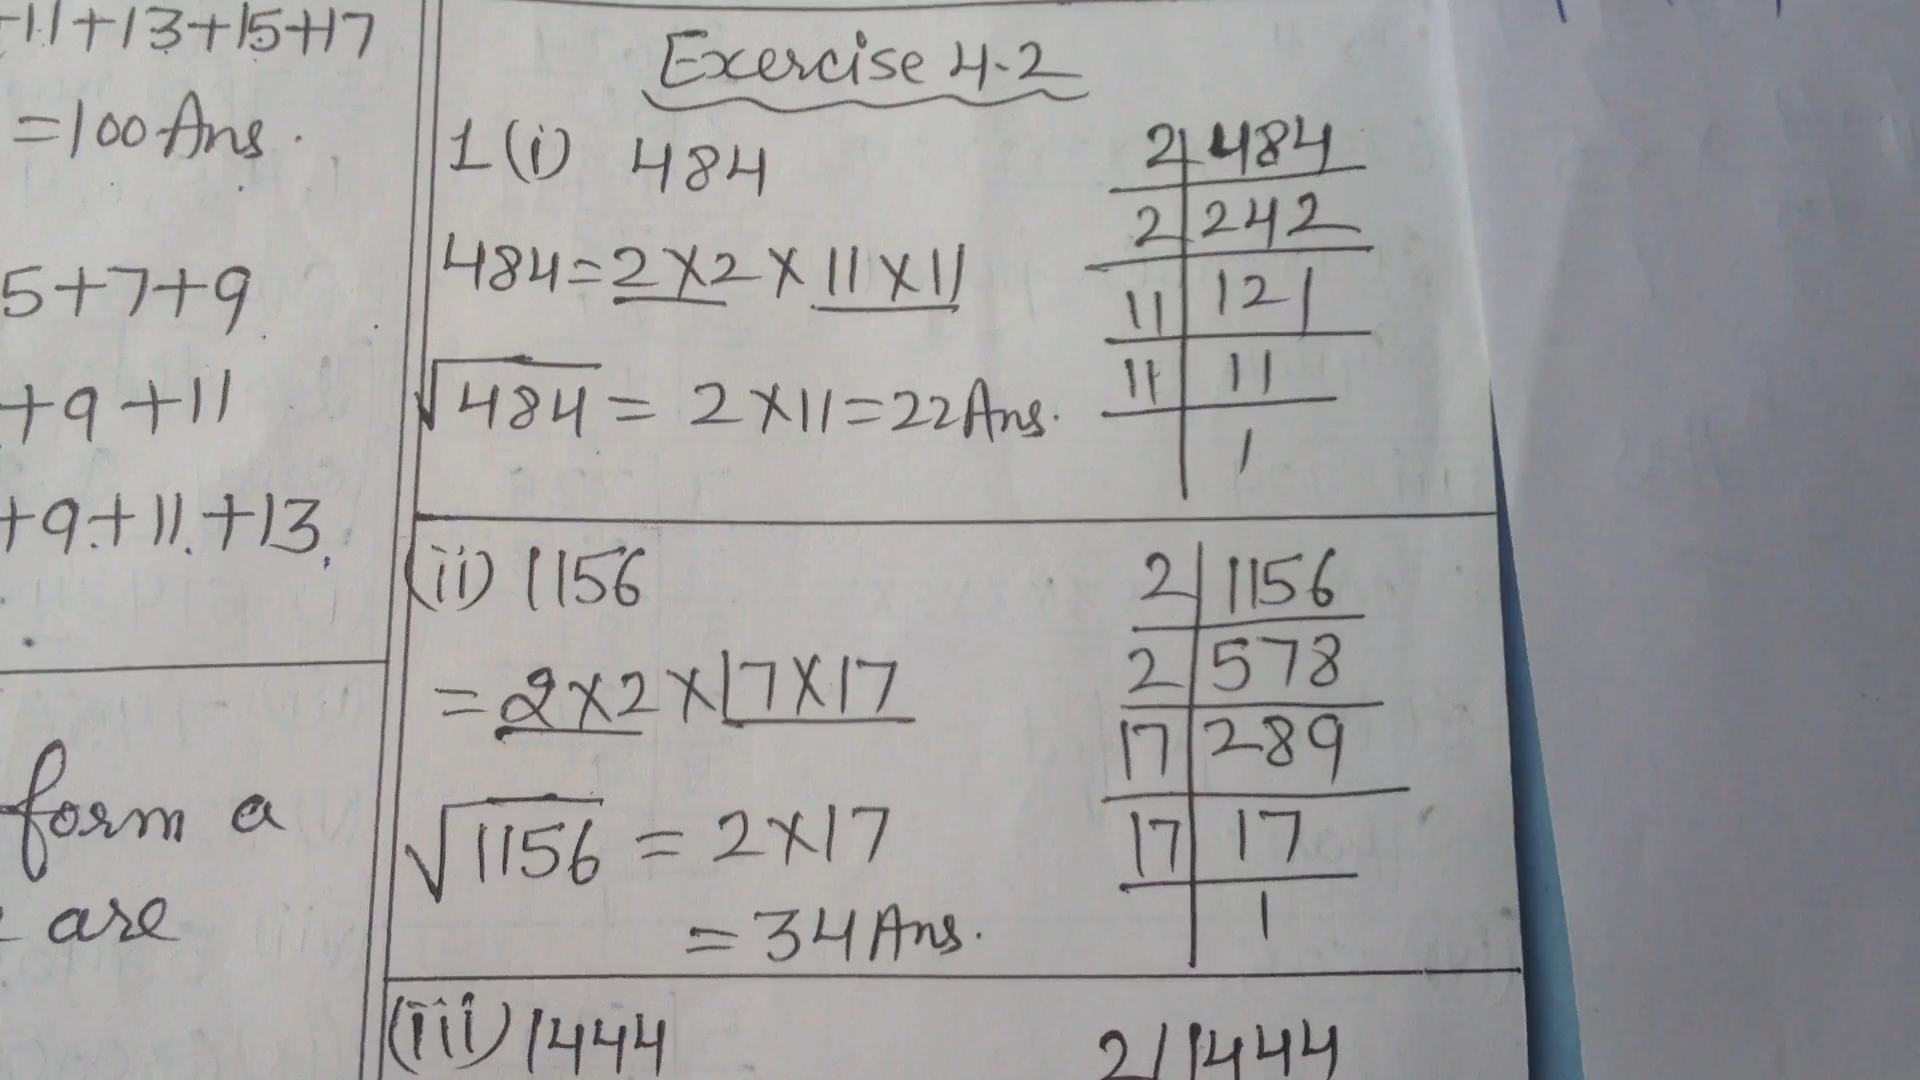 -11+13+15+17
=100 Ans.
5+7+9
+9+11
+9+11+13
form a
are
Exercise 4.2
1(i) 484
484=2×2×11×11
√484 = 2×11=22 Ans.
2|484
2|242
11|121
11|11
1
(ii) 1156
=2×2×17×17
√1156 = 2×17
=34 Ans.
2|1156
2|578
17|289
17|17
1
(iii) 1444
2|1444